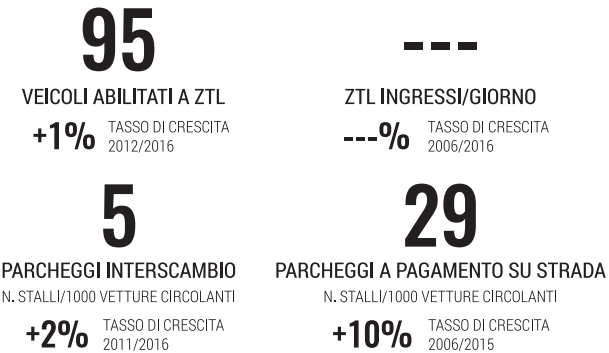 95
VEICOLI ABILITATI A ZTL
+1% TASSO DI CRESCITA
2012/2016
---
ZTL INGRESSI/GIORNO
---% TASSO DI CRESCITA
2006/2016
5
PARCHEGGI INTERSCAMBIO
N. STALLI/1000 VETTURE CIRCOLANTI
+2% TASSO DI CRESCITA
2011/2016
29
PARCHEGGI A PAGAMENTO SU STRADA
N. STALLI/1000 VETTURE CIRCOLANTI
+10% TASSO DI CRESCITA
2006/2015